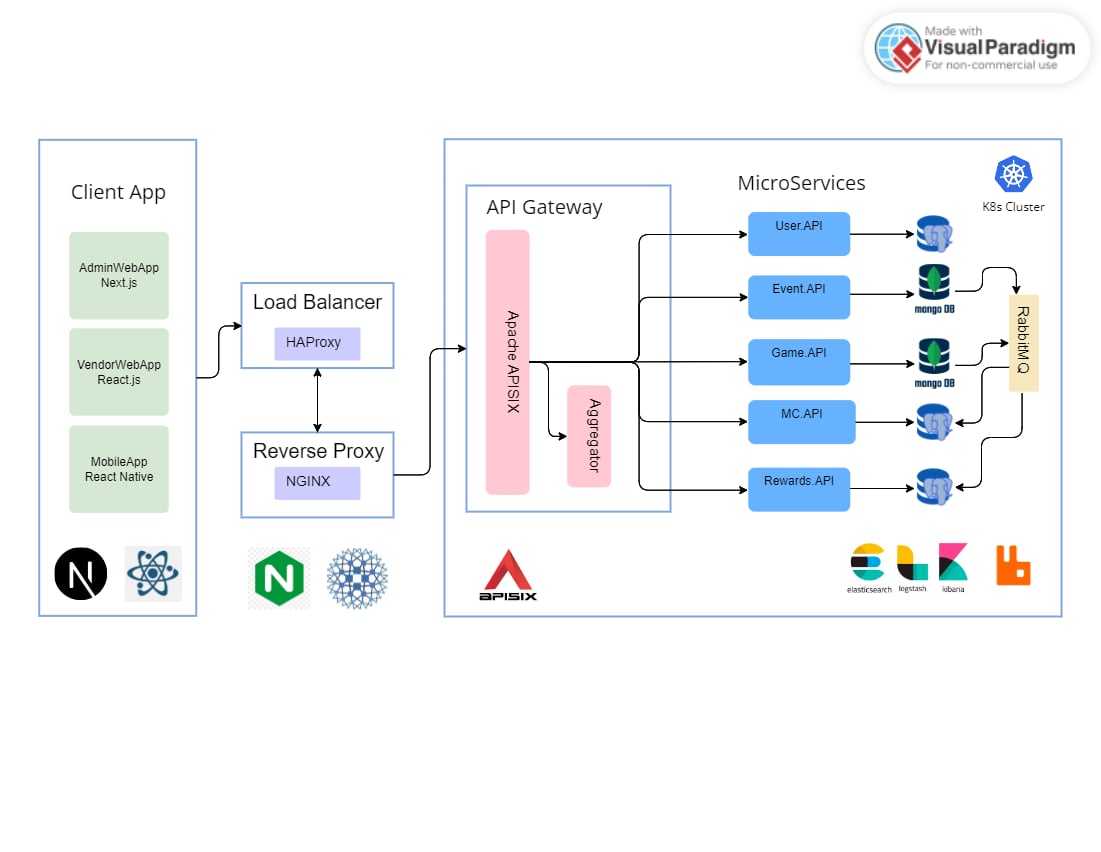 Made with
Visual Paradigm
For non-commercial use
Client App
AdminWebApp
Next.js
VendorWebApp
React.js
MobileApp
React Native
Load Balancer
HAProxy
Reverse Proxy
NGINX
N
N
API Gateway
Apache APISIX
Aggregator
APISIX
MicroServices
User.API
Event.API
Game.API
MC.API
Rewards.API
mongo DB
mongo DB
RabbitMQ
K8s Cluster
elasticsearch
logstash
kibana